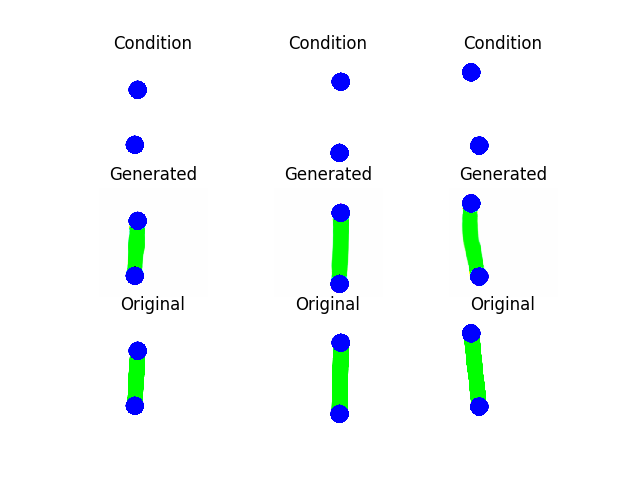 Condition Condition Condition
Generated Generated Generated
Original Original Original